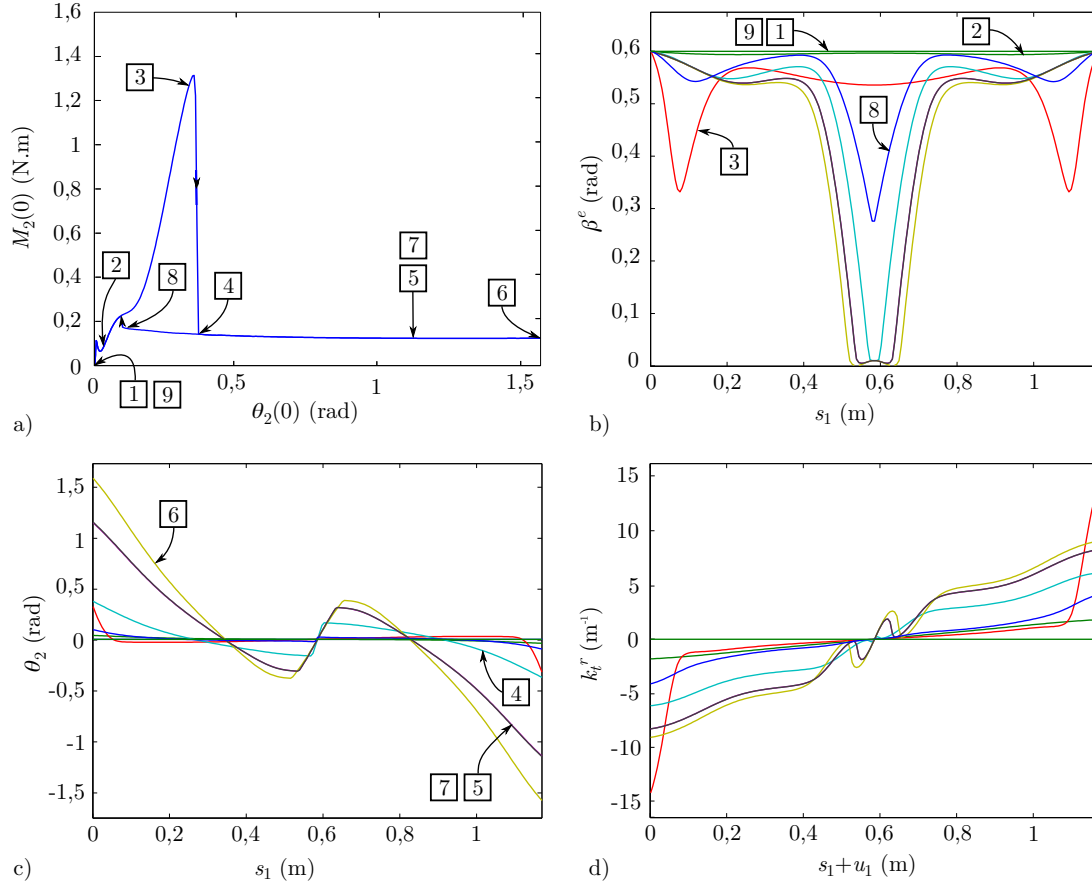 1,6
1,4
1,2
1
0,8
0,6
0,4
0,2
0
M₂(0) (N.m)
3
2
8
4
7
5
6
1 9
0 0,5 1 1,5
θ₂(0) (rad)
a)
0,6
0,5
0,4
0,3
0,2
0,1
0
βᵉ (rad)
9 1
2
8
3
0 0,2 0,4 0,6 0,8 1
s₁ (m)
b)
1,5
1
0,5
0
-0,5
-1
-1,5
θ₂ (rad)
6
4
7 5
0 0,2 0,4 0,6 0,8 1
s₁ (m)
c)
15
10
5
0
-5
-10
-15
kₜʳ (m⁻¹)
0 0,2 0,4 0,6 0,8 1
s₁+u₁ (m)
d)